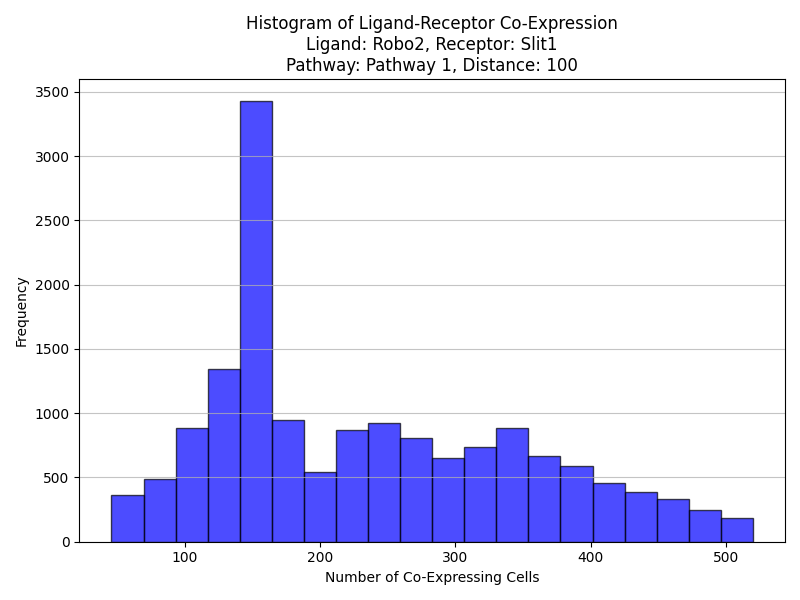 Histogram of Ligand-Receptor Co-Expression
Ligand: Robo2, Receptor: Slit1
Pathway: Pathway 1, Distance: 100
3500
3000
2500
2000
1500
1000
500
0
Frequency
100 200 300 400 500
Number of Co-Expressing Cells